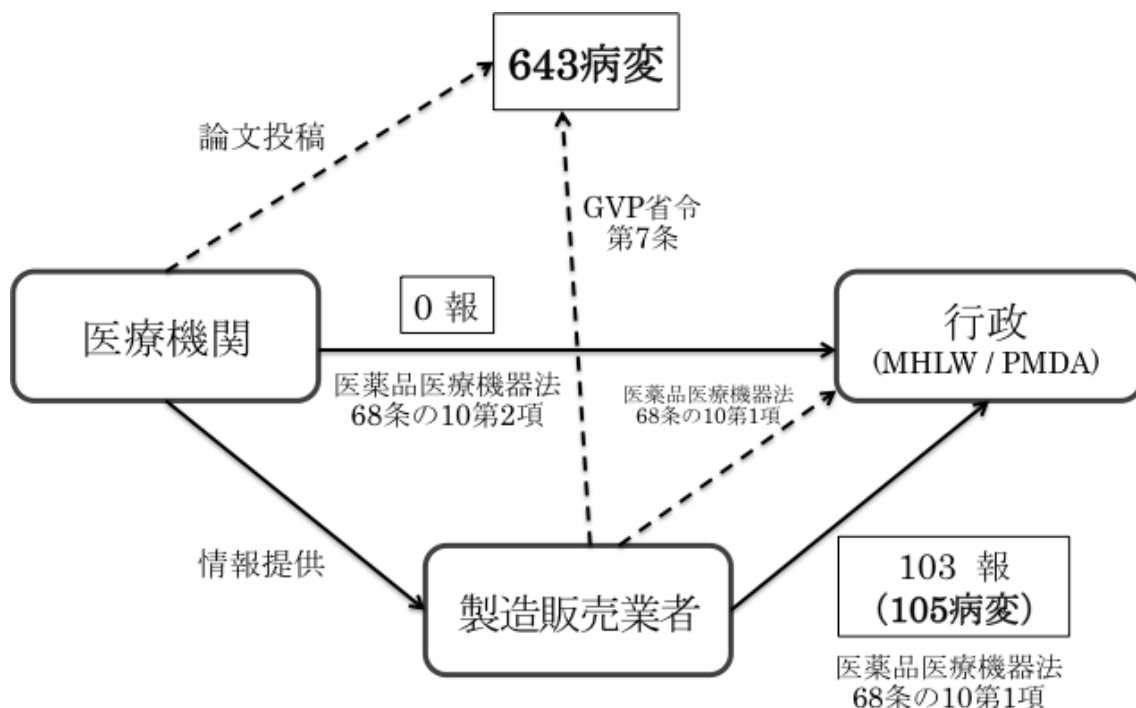 643病変
論文投稿
GVP省令
第7条
0 報
医療機関
行政
(MHLW / PMDA)
医薬品医療機器法
68条の10第2項
医薬品医療機器法
68条の10第1項
情報提供
製造販売業者
103 報
（105病変）
医薬品医療機器法
68条の10第1項